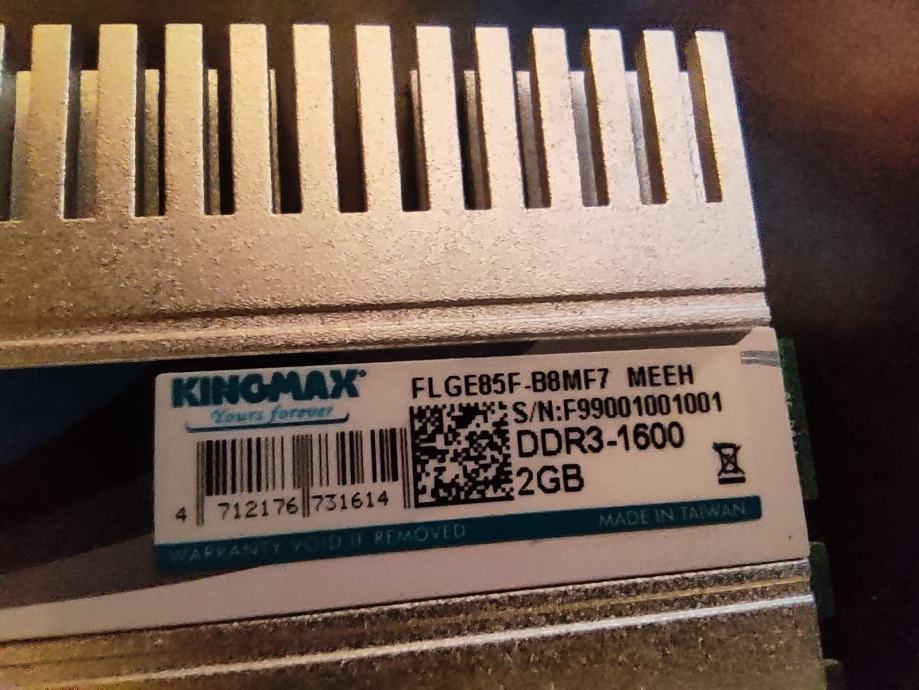 KINGMAX
Yours forever
FLGE85F-B8MF7 MEEH
S/N:F99001001001
DDR3-1600
2GB
4 712176 731614
WARRANTY VOID IF REMOVED
MADE IN TAIWAN